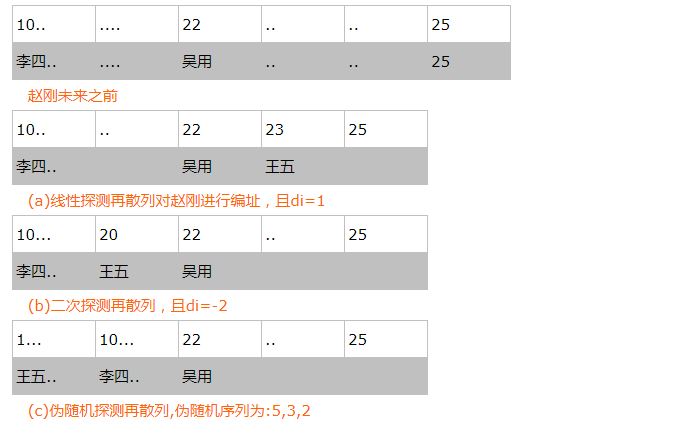 10.. .... 22 .. .. 25
李四.. .... 吴用 .. .. 25
赵刚未来之前
10.. .. 22 23 25
李四.. 吴用 王五
(a)线性探测再散列对赵刚进行编址，且di=1
10... 20 22 .. 25
李四.. 王五 吴用
(b)二次探测再散列，且di=-2
1... 10... 22 .. 25
王五.. 李四.. 吴用
(c)伪随机探测再散列,伪随机序列为:5,3,2